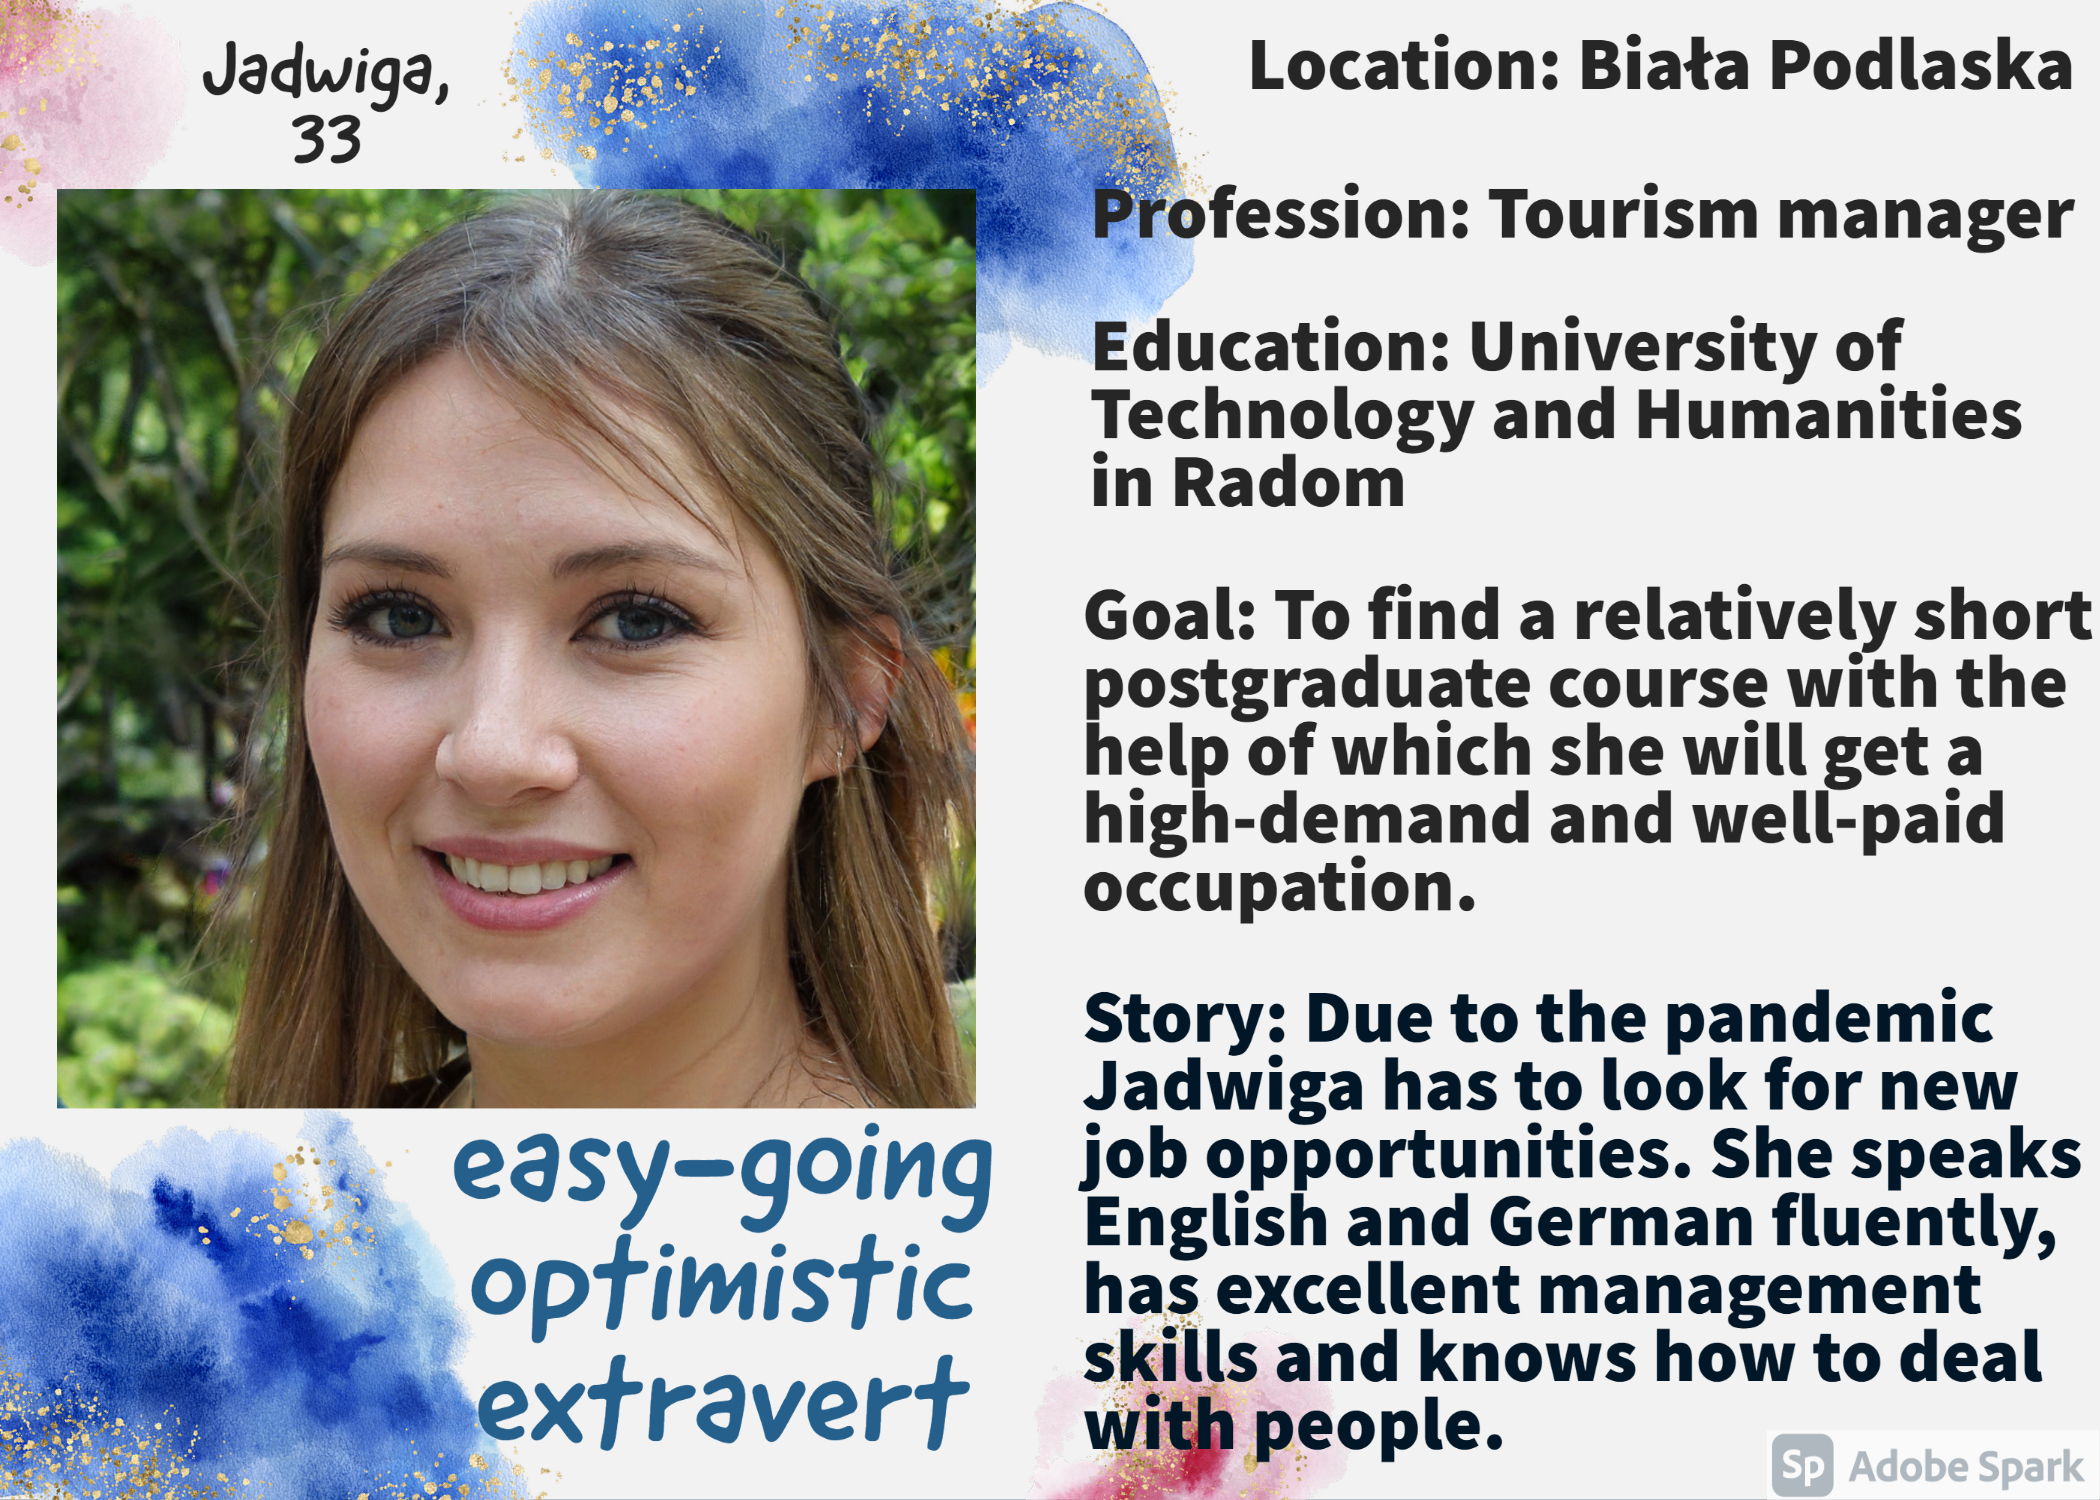 Jadwiga,
33
easy-going
optimistic
extravert
Location: Biała Podlaska
Profession: Tourism manager
Education: University of
Technology and Humanities
in Radom
Goal: To find a relatively short
postgraduate course with the
help of which she will get a
high-demand and well-paid
occupation.
Story: Due to the pandemic
Jadwiga has to look for new
job opportunities. She speaks
English and German fluently,
has excellent management
skills and knows how to deal
with people.
Sp Adobe Spark